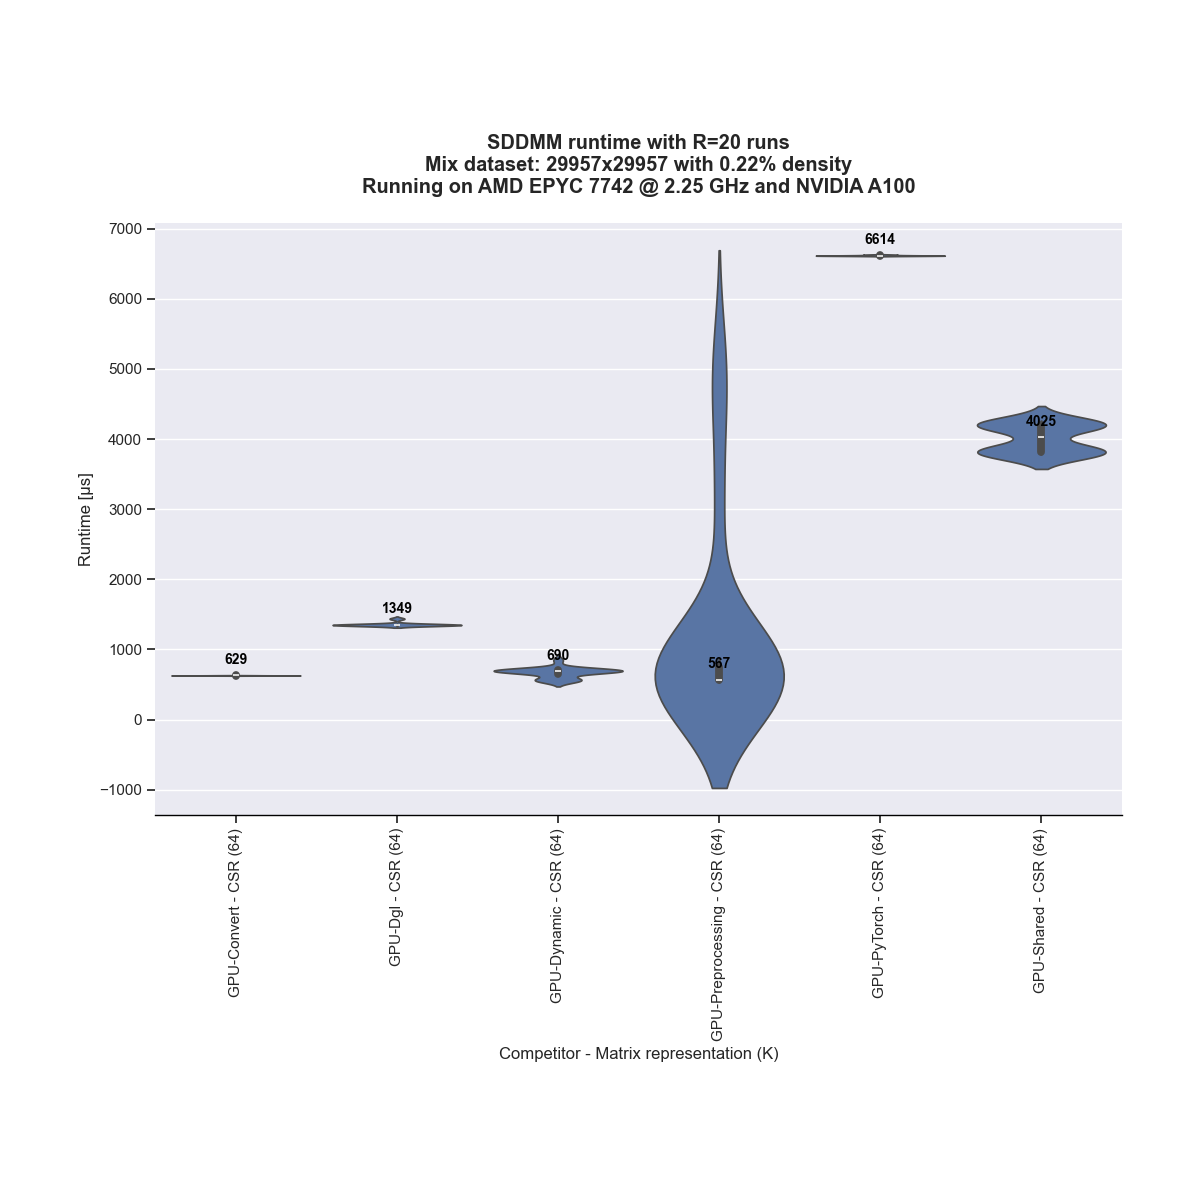 SDDMM runtime with R=20 runs
Mix dataset: 29957x29957 with 0.22% density
Running on AMD EPYC 7742 @ 2.25 GHz and NVIDIA A100
Runtime [μs]
7000
6000
5000
4000
3000
2000
1000
0
−1000
629
1349
690
567
6614
4025
GPU-Convert - CSR (64)
GPU-Dgl - CSR (64)
GPU-Dynamic - CSR (64)
GPU-Preprocessing - CSR (64)
GPU-PyTorch - CSR (64)
GPU-Shared - CSR (64)
Competitor - Matrix representation (K)